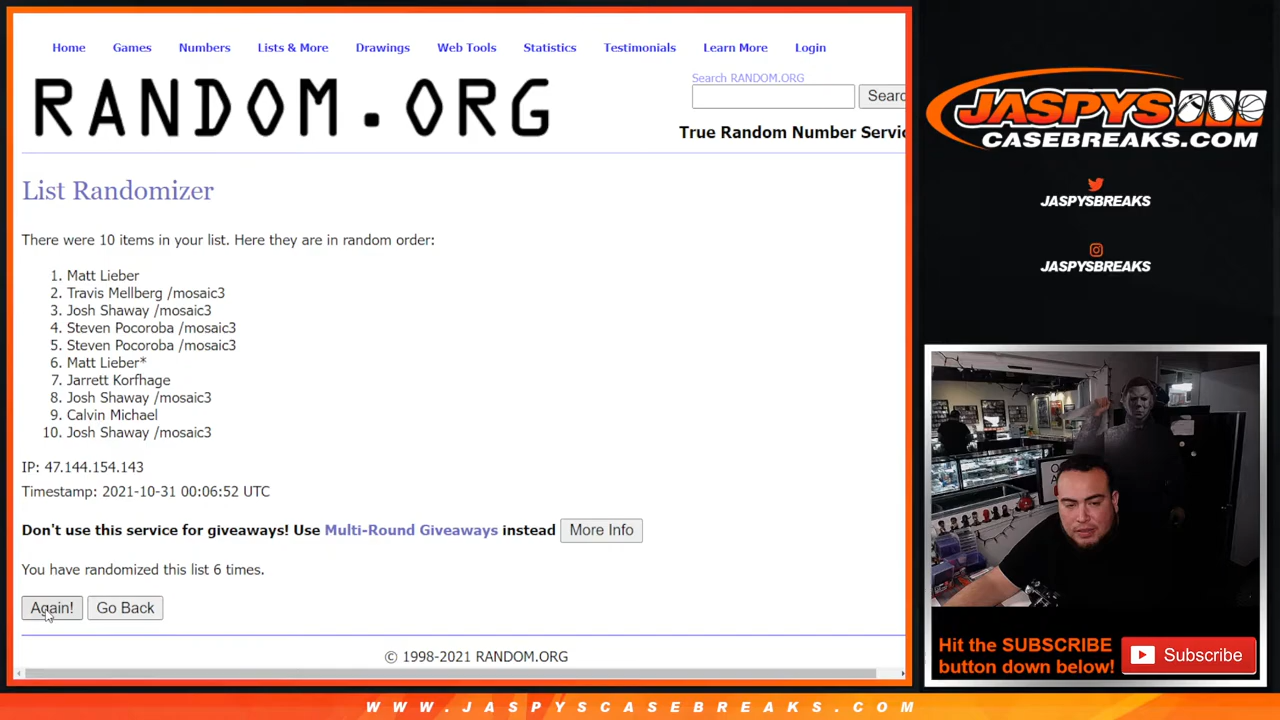 Home Games Numbers Lists & More Drawings Web Tools Statistics Testimonials Learn More Login
RANDOM.ORG
Search RANDOM.ORG
Searc
True Random Number Servic
List Randomizer
There were 10 items in your list. Here they are in random order:
1. Matt Lieber
2. Travis Mellberg /mosaic3
3. Josh Shaway /mosaic3
4. Steven Pocoroba /mosaic3
5. Steven Pocoroba /mosaic3
6. Matt Lieber*
7. Jarrett Korfhage
8. Josh Shaway /mosaic3
9. Calvin Michael
10. Josh Shaway /mosaic3
IP: 47.144.154.143
Timestamp: 2021-10-31 00:06:52 UTC
Don't use this service for giveaways! Use Multi-Round Giveaways instead More Info
You have randomized this list 6 times.
Again! Go Back
© 1998-2021 RANDOM.ORG
JASPYS
CASEBREAKS.COM
JASPYSBREAKS
JASPYSBREAKS
Hit the SUBSCRIBE
button down below!
Subscribe
WWW.JASPYSCASEBREAKS.COM